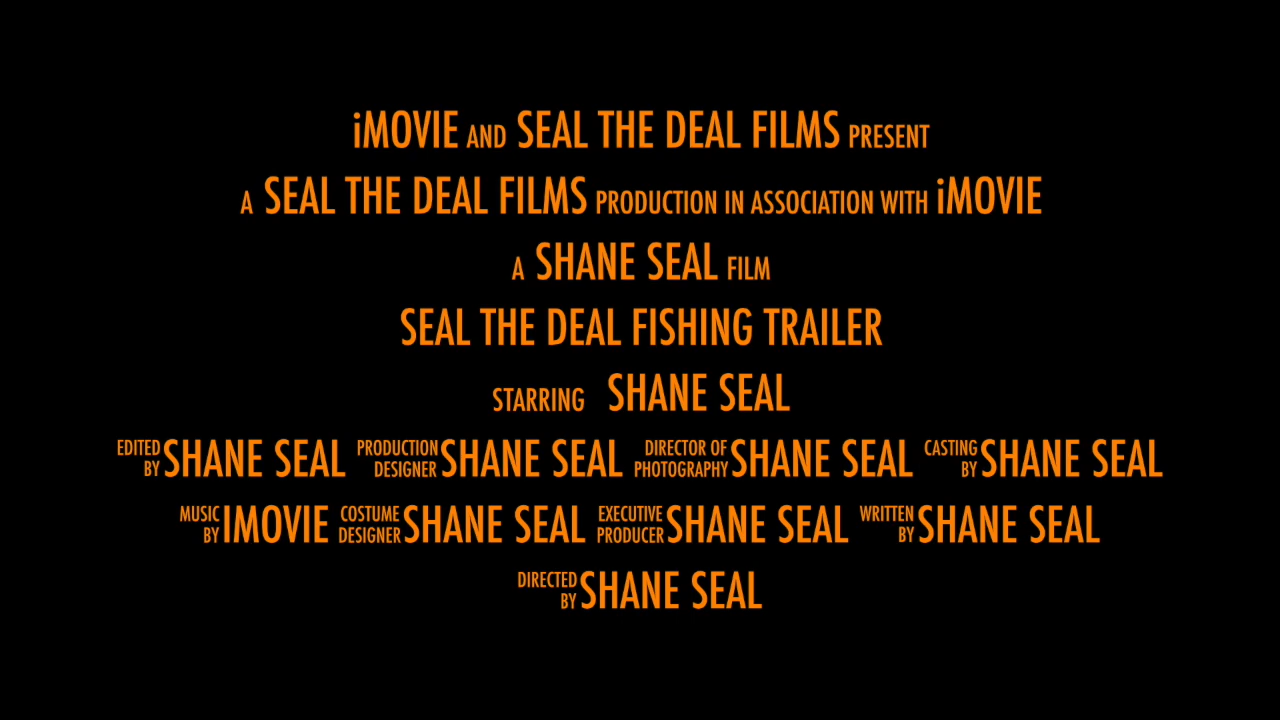 iMOVIE AND SEAL THE DEAL FILMS PRESENT
A SEAL THE DEAL FILMS PRODUCTION IN ASSOCIATION WITH iMOVIE
A SHANE SEAL FILM
SEAL THE DEAL FISHING TRAILER
STARRING SHANE SEAL
EDITED BY SHANE SEAL PRODUCTION DESIGNER SHANE SEAL DIRECTOR OF PHOTOGRAPHY SHANE SEAL CASTING BY SHANE SEAL
MUSIC BY IMOVIE COSTUME DESIGNER SHANE SEAL EXECUTIVE PRODUCER SHANE SEAL WRITTEN BY SHANE SEAL
DIRECTED BY SHANE SEAL